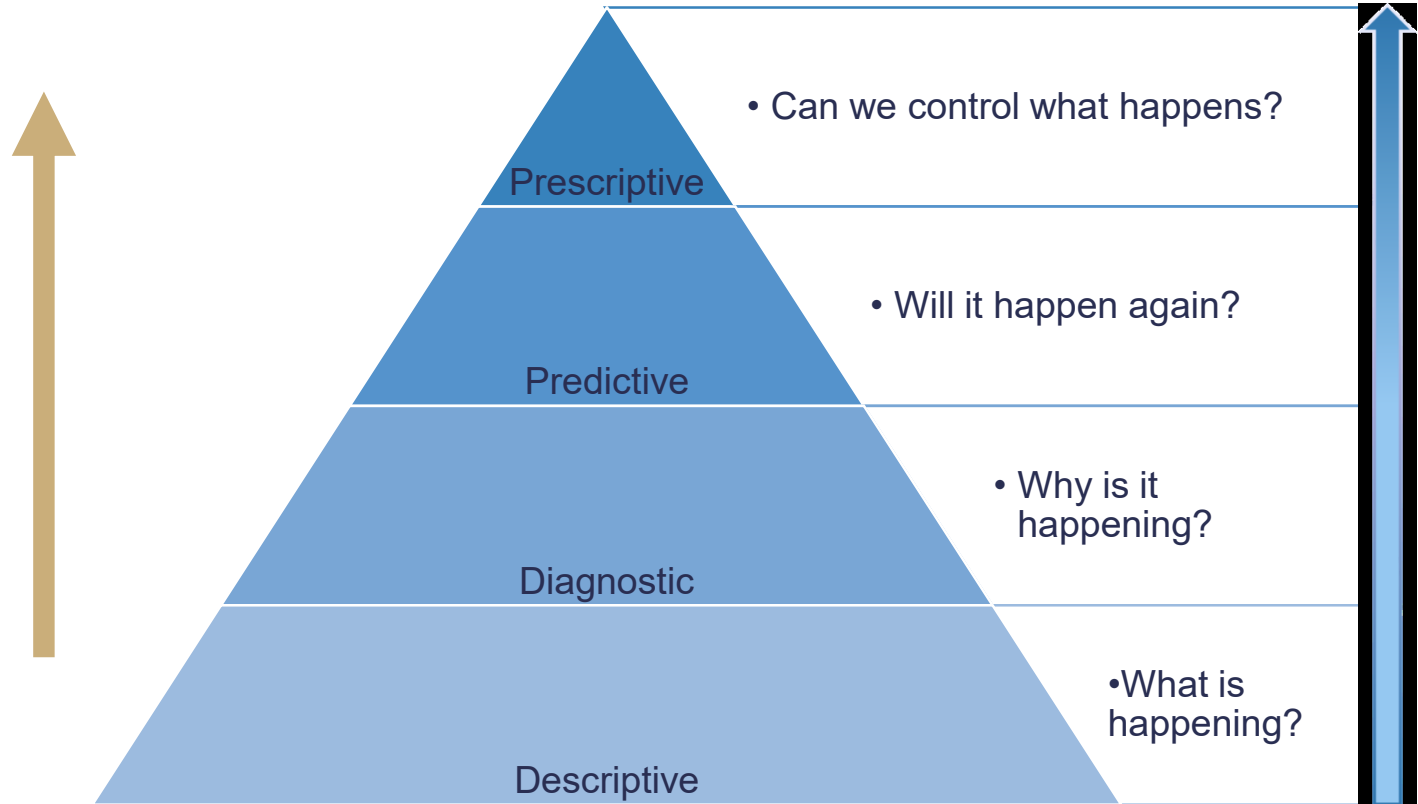 • Can we control what happens?
Prescriptive
• Will it happen again?
Predictive
• Why is it
happening?
Diagnostic
•What is
happening?
Descriptive